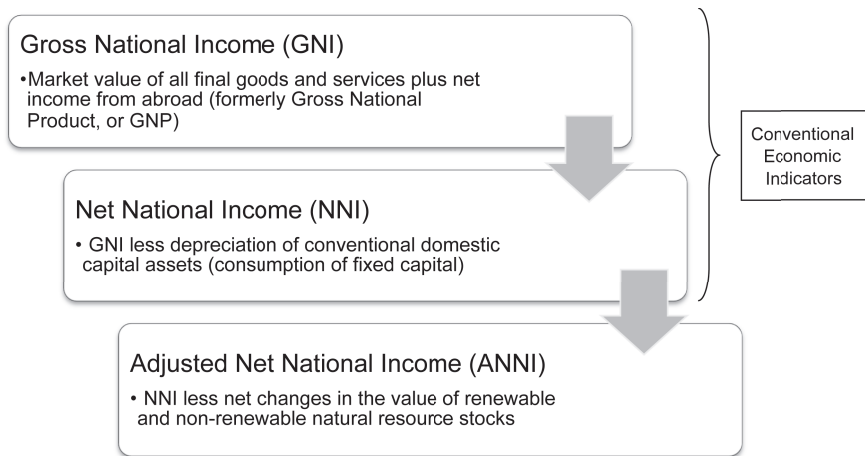 Gross National Income (GNI)
•Market value of all final goods and services plus net
income from abroad (formerly Gross National
Product, or GNP)
Conventional
Economic
Indicators
Net National Income (NNI)
• GNI less depreciation of conventional domestic
capital assets (consumption of fixed capital)
Adjusted Net National Income (ANNI)
• NNI less net changes in the value of renewable
and non-renewable natural resource stocks